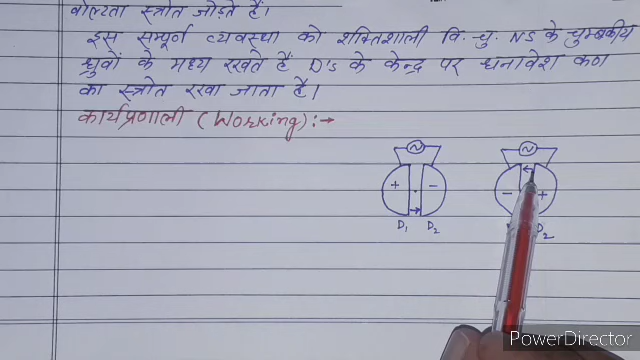 वोल्टता स्त्रोत जोड़ते हैं।
इस सम्पूर्ण व्यवस्था को शक्तिशाली वि. चु. NS के चुम्बकीय
ध्रुवों के मध्य रखते हैं D's के केन्द्र पर धनावेश कण
का स्त्रोत रखा जाता है।
कार्यप्रणाली (Working) :→
+ − − +
D₁ D₂ D₂
PowerDirector